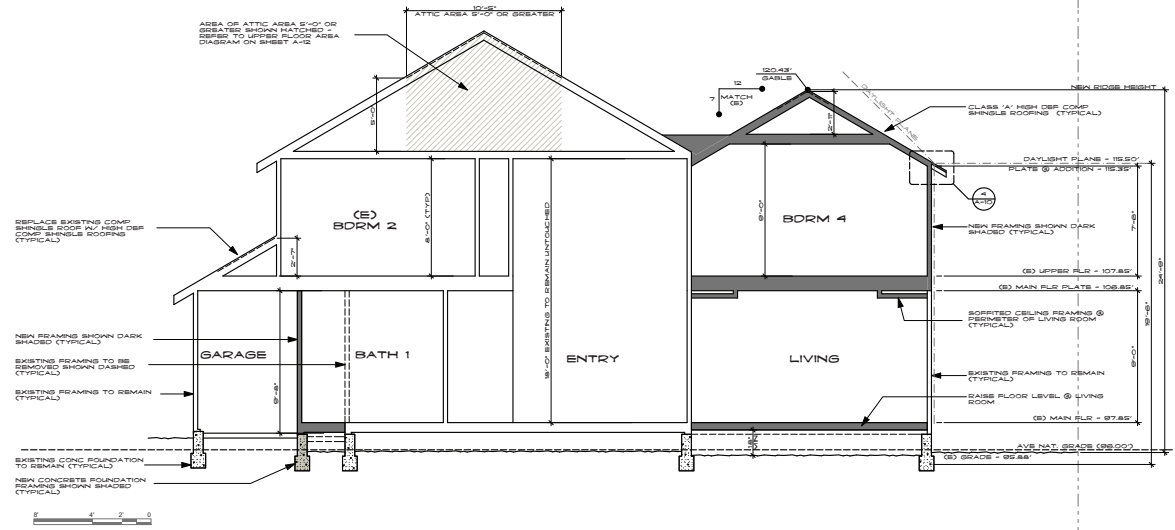 10'-5"
ATTIC AREA 5'-0" OR GREATER
AREA OF ATTIC AREA 5'-0" OR
GREATER SHOWN HATCHED -
REFER TO UPPER FLOOR AREA
DIAGRAM ON SHEET A-12
5'-0"
120.43'
GABLE
12
7
MATCH
(E)
DAYLIGHT PLANE
NEW RIDGE HEIGHT
CLASS 'A' HIGH DEF COMP
SHINGLE ROOFING (TYPICAL)
2'-11"
DAYLIGHT PLANE - 115.50'
PLATE @ ADDITION - 115.35'
4
A-10
(E)
BDRM 2
8'-0" (TYP)
BDRM 4
8'-0"
NEW FRAMING SHOWN DARK
SHADED (TYPICAL)
7'-6"
REPLACE EXISTING COMP
SHINGLE ROOF W/ HIGH DEF
COMP SHINGLE ROOFING
(TYPICAL)
2'-7"
18'-0" EXISTING TO REMAIN UNTOUCHED
(E) UPPER FLR - 107.85'
(E) MAIN FLR PLATE - 106.85'
24'-8"
19'-6"
SOFFITED CEILING FRAMING @
PERIMETER OF LIVING ROOM
(TYPICAL)
NEW FRAMING SHOWN DARK
SHADED (TYPICAL)
GARAGE
BATH 1
ENTRY
LIVING
9'-0"
EXISTING FRAMING TO BE
REMOVED SHOWN DASHED
(TYPICAL)
EXISTING FRAMING TO REMAIN
(TYPICAL)
EXISTING FRAMING TO REMAIN
(TYPICAL)
9'-8"
RAISE FLOOR LEVEL @ LIVING
ROOM
(E) MAIN FLR - 97.85'
AVE NAT. GRADE (96.00')
(E) GRADE - 95.88'
EXISTING CONC FOUNDATION
TO REMAIN (TYPICAL)
NEW CONCRETE FOUNDATION
FRAMING SHOWN SHADED
(TYPICAL)
8' 4' 2' 0